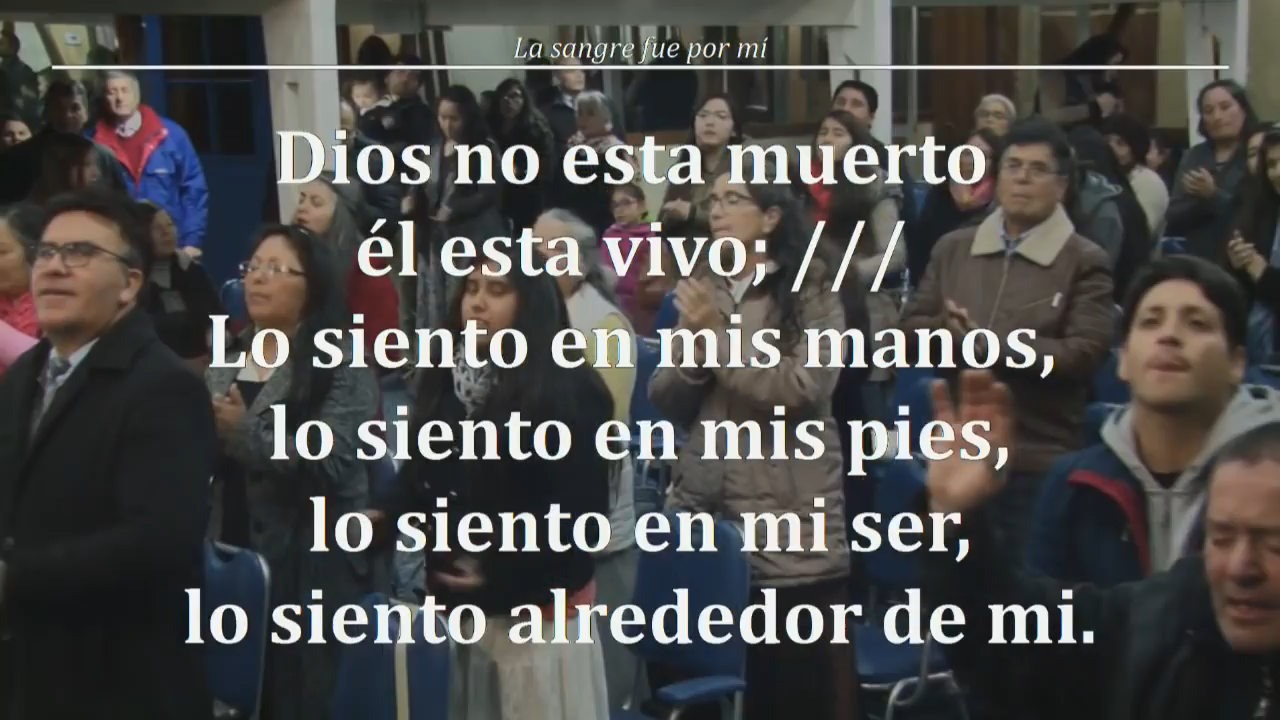 La sangre fue por mí
Dios no esta muerto
él esta vivo; ///
Lo siento en mis manos,
lo siento en mis pies,
lo siento en mi ser,
lo siento alrededor de mi.